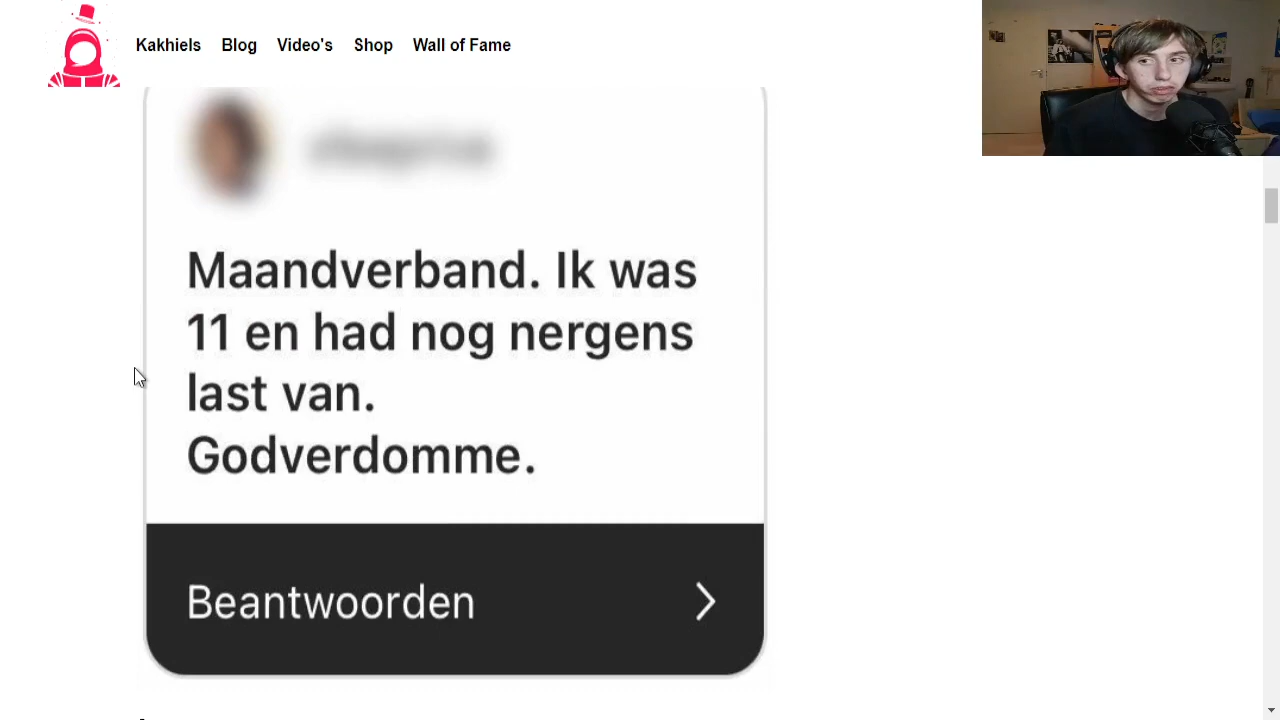 Kakhiels Blog Video's Shop Wall of Fame
Maandverband. Ik was
11 en had nog nergens
last van.
Godverdomme.
Beantwoorden